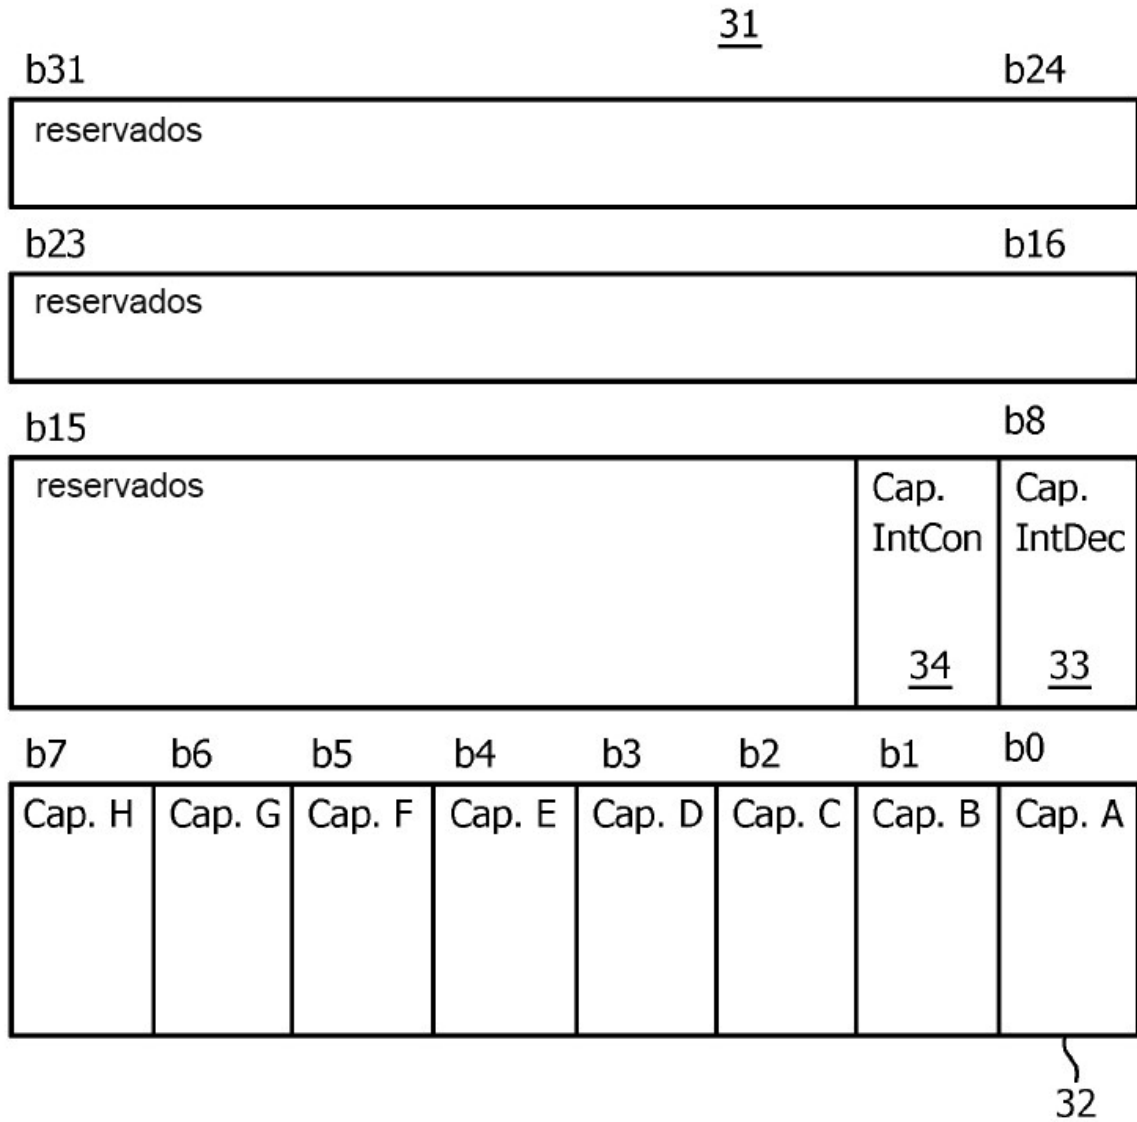 31
b31 b24
reservados
b23 b16
reservados
b15 b8
reservados Cap. IntCon Cap. IntDec
34 33
b7 b6 b5 b4 b3 b2 b1 b0
Cap. H Cap. G Cap. F Cap. E Cap. D Cap. C Cap. B Cap. A
32